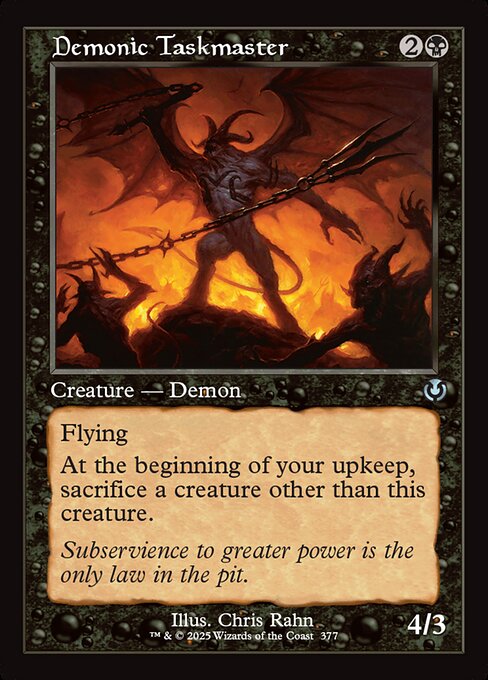 Demonic Taskmaster 2
Creature — Demon
Flying
At the beginning of your upkeep,
sacrifice a creature other than this
creature.
Subservience to greater power is the
only law in the pit.
Illus. Chris Rahn
™ & © 2025 Wizards of the Coast 377
4/3